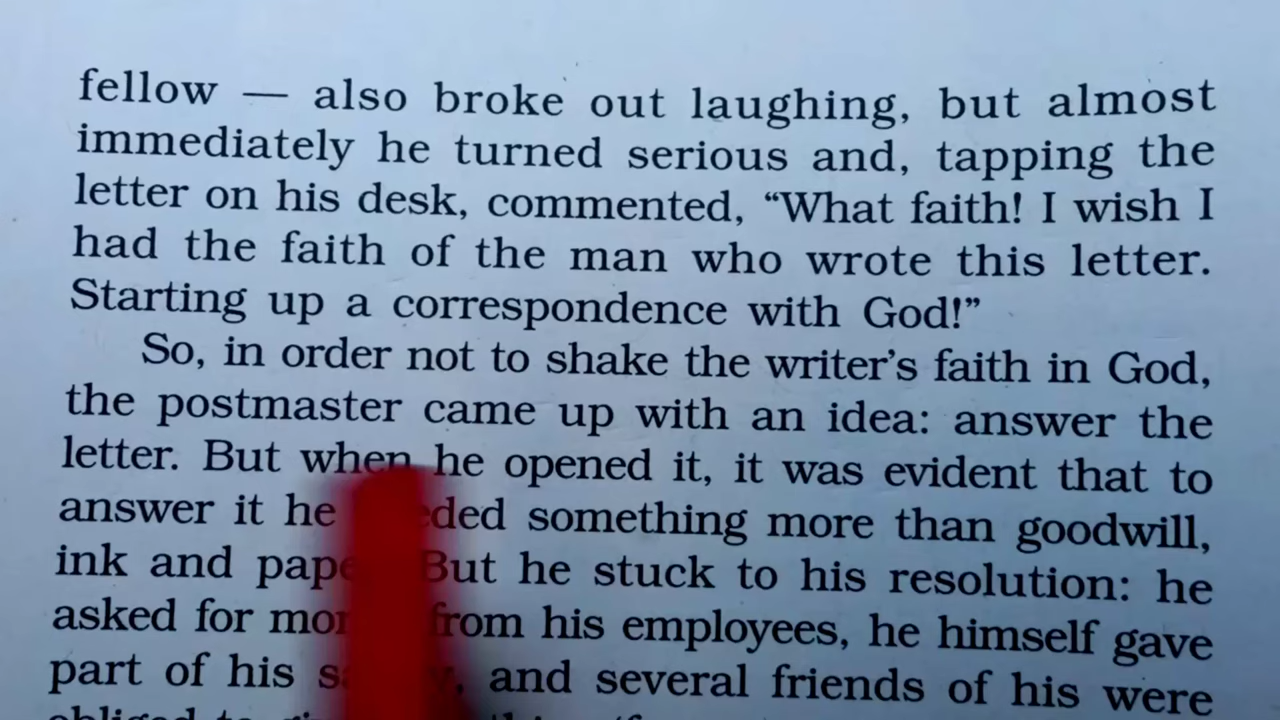 fellow — also broke out laughing, but almost
immediately he turned serious and, tapping the
letter on his desk, commented, “What faith! I wish I
had the faith of the man who wrote this letter.
Starting up a correspondence with God!”
So, in order not to shake the writer’s faith in God,
the postmaster came up with an idea: answer the
letter. But when he opened it, it was evident that to
answer it he something more than goodwill,
ink and But he stuck to his resolution: he
asked for from his employees, he himself gave
part of his and several friends of his were